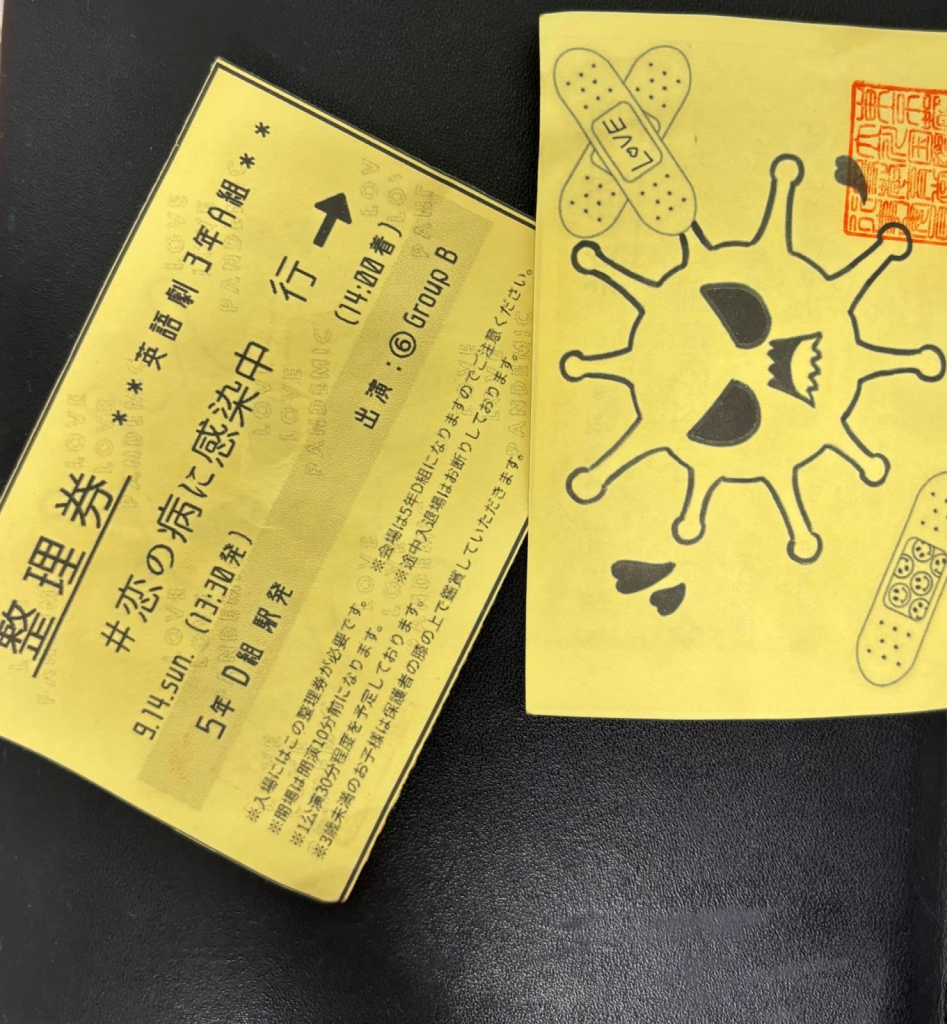 整理券
**英語劇 3年A組**
#恋の病に感染中 行→
9.14.sun. (13:30発) (14:00着)
5年 D組 駅発 出演:⑥Group B
※入場にはこの整理券が必要です。 ※会場は5年D組になりますのでご注意ください。
※開場は開演10分前になります。 ※途中入退場はお断りしております。
※1公演30分程度を予定しております。
※3歳未満のお子様は保護者の膝の上で鑑賞していただきます。
LOVE
PANDEMIC
LOVE